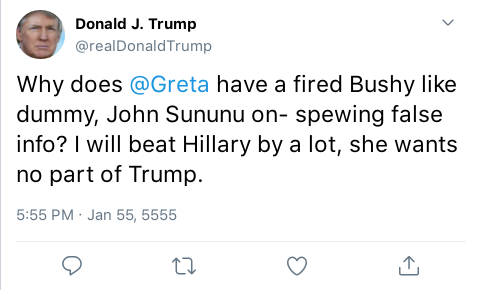 Donald J. Trump
@realDonaldTrump
Why does @Greta have a fired Bushy like
dummy, John Sununu on- spewing false
info? I will beat Hillary by a lot, she wants
no part of Trump.
5:55 PM · Jan 55, 5555